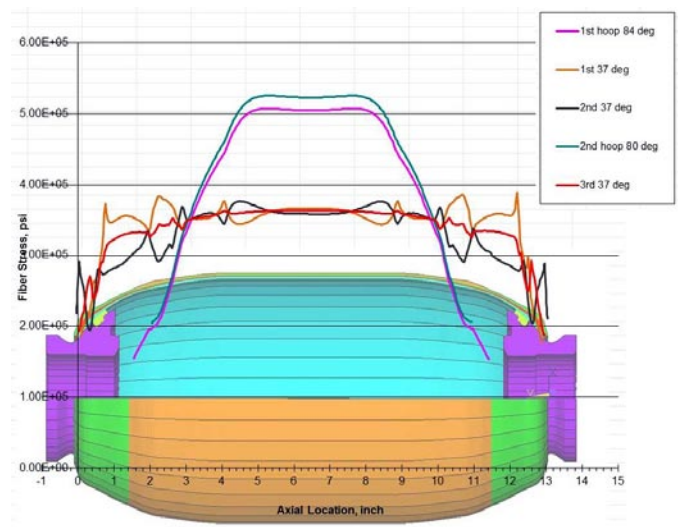 6.00E+05
5.00E+05
4.00E+05
3.00E+05
2.00E+05
1.00E+05
0.00E+00
Fiber Stress, psi
-1 0 1 2 3 4 5 6 7 8 9 10 11 12 13 14 15
Axial Location, inch
1st hoop 84 deg
1st 37 deg
2nd 37 deg
2nd hoop 80 deg
3rd 37 deg